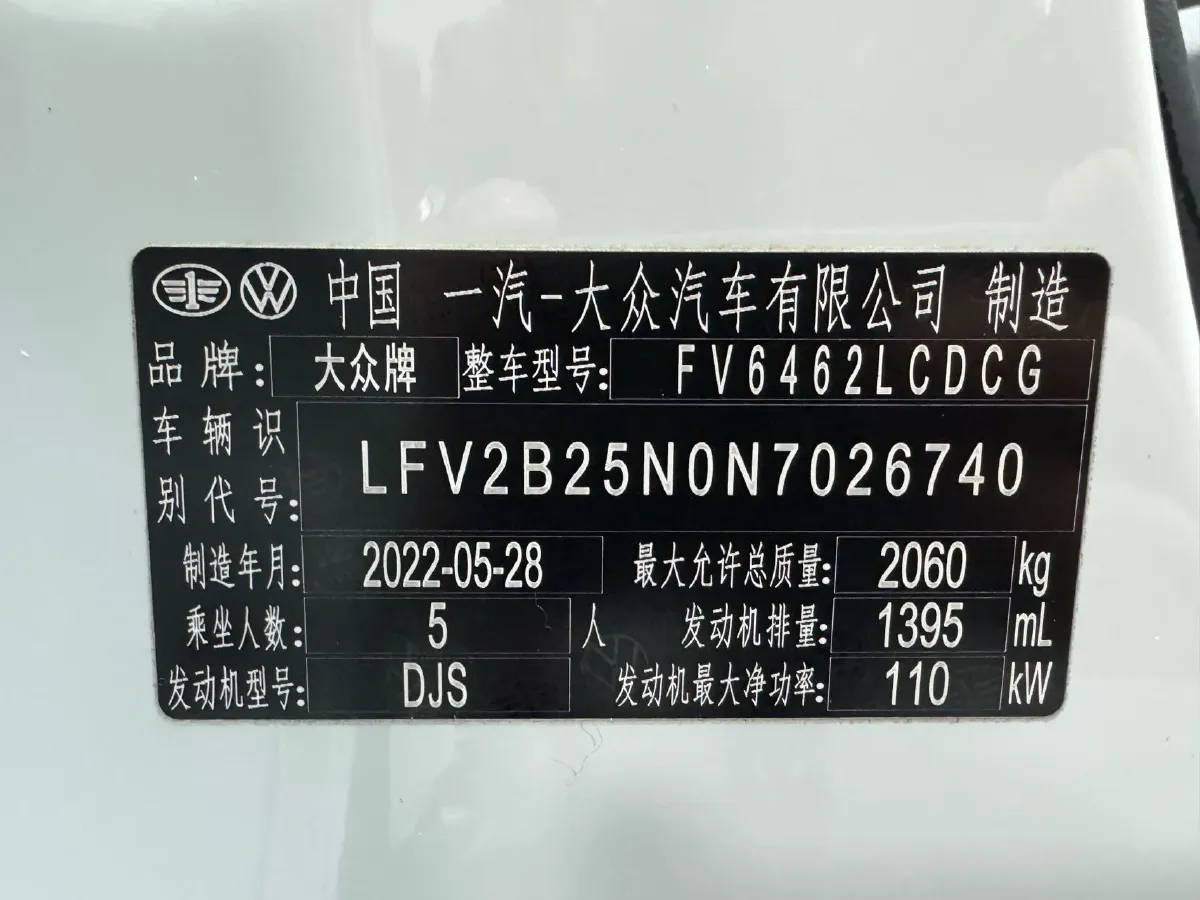 中国 一汽-大众汽车有限公司 制造
品牌: 大众牌 整车型号: FV6462LCDCG
车辆识
别代号: LFV2B25N0N7026740
制造年月: 2022-05-28 最大允许总质量: 2060 kg
乘坐人数: 5 人 发动机排量: 1395 mL
发动机型号: DJS 发动机最大净功率: 110 kW